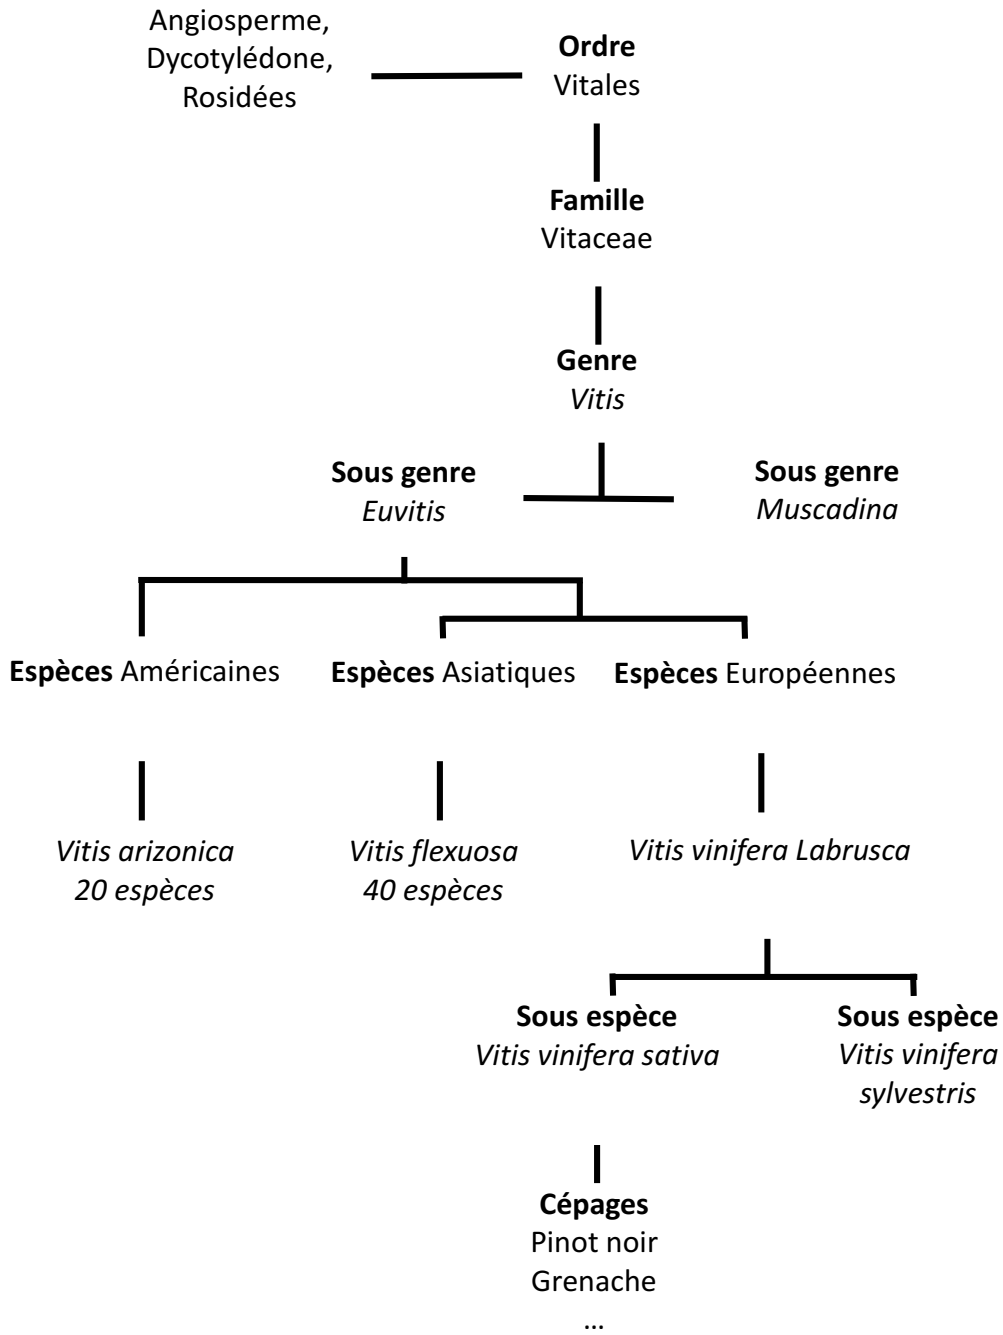 Angiosperme,
Dycotylédone,
Rosidées
Ordre
Vitales
Famille
Vitaceae
Genre
Vitis
Sous genre
Euvitis
Sous genre
Muscadina
Espèces Américaines
Espèces Asiatiques
Espèces Européennes
Vitis arizonica
20 espèces
Vitis flexuosa
40 espèces
Vitis vinifera Labrusca
Sous espèce
Vitis vinifera sativa
Sous espèce
Vitis vinifera
sylvestris
Cépages
Pinot noir
Grenache
...